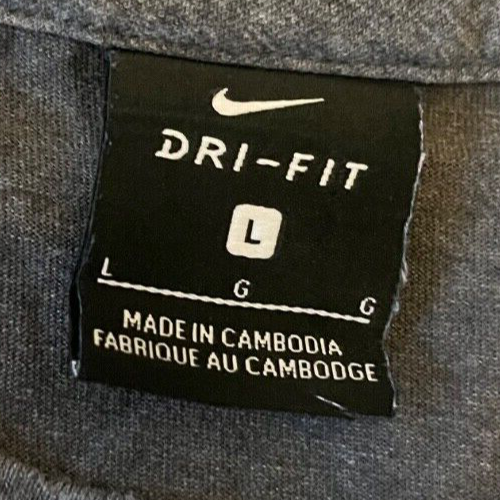 DRI-FIT
L
L G G
MADE IN CAMBODIA
FABRIQUE AU CAMBODGE